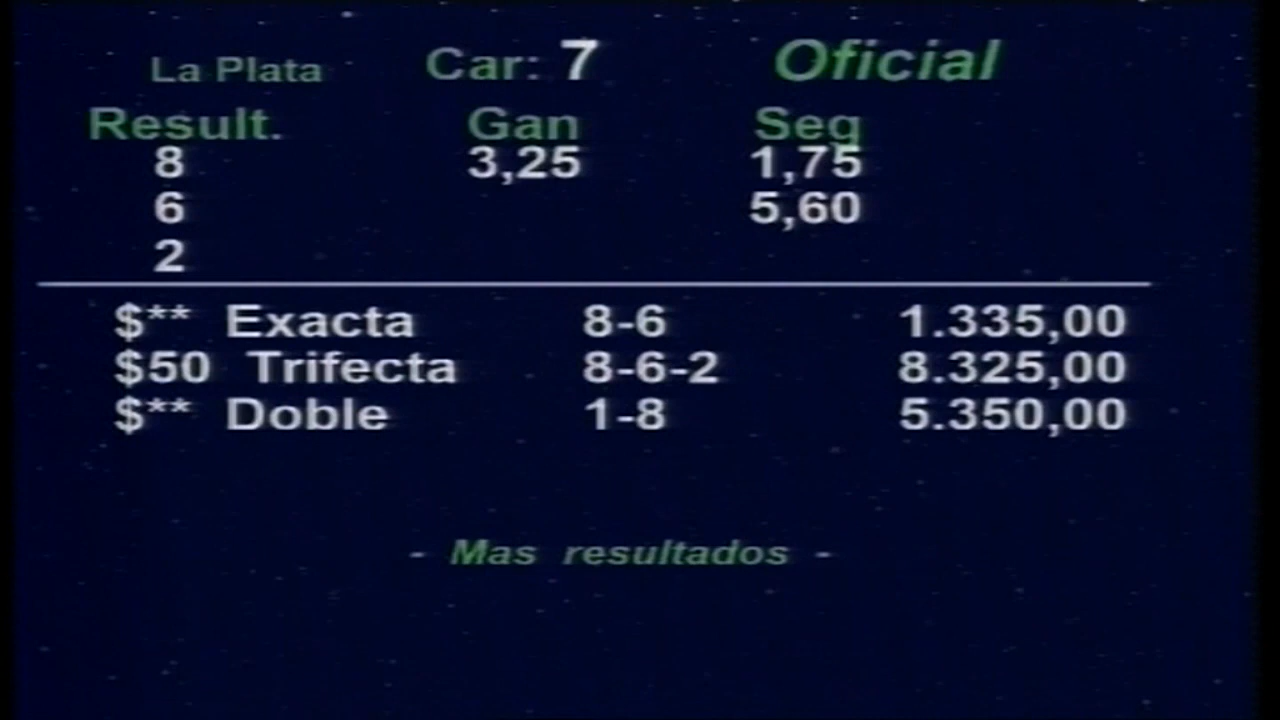 La Plata Car: 7 Oficial
Result. Gan Seg
8 3,25 1,75
6 5,60
2
$** Exacta 8-6 1.335,00
$50 Trifecta 8-6-2 8.325,00
$** Doble 1-8 5.350,00
- Mas resultados -